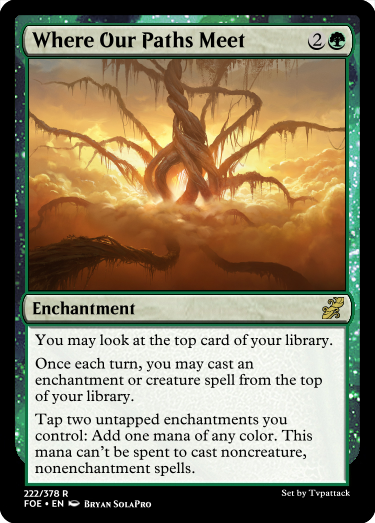 Where Our Paths Meet 2
Enchantment
You may look at the top card of your library.
Once each turn, you may cast an
enchantment or creature spell from the top
of your library.
Tap two untapped enchantments you
control: Add one mana of any color. This
mana can't be spent to cast noncreature,
nonenchantment spells.
222/378 R
FOE • EN Bryan SolaPro
Set by Tvpattack